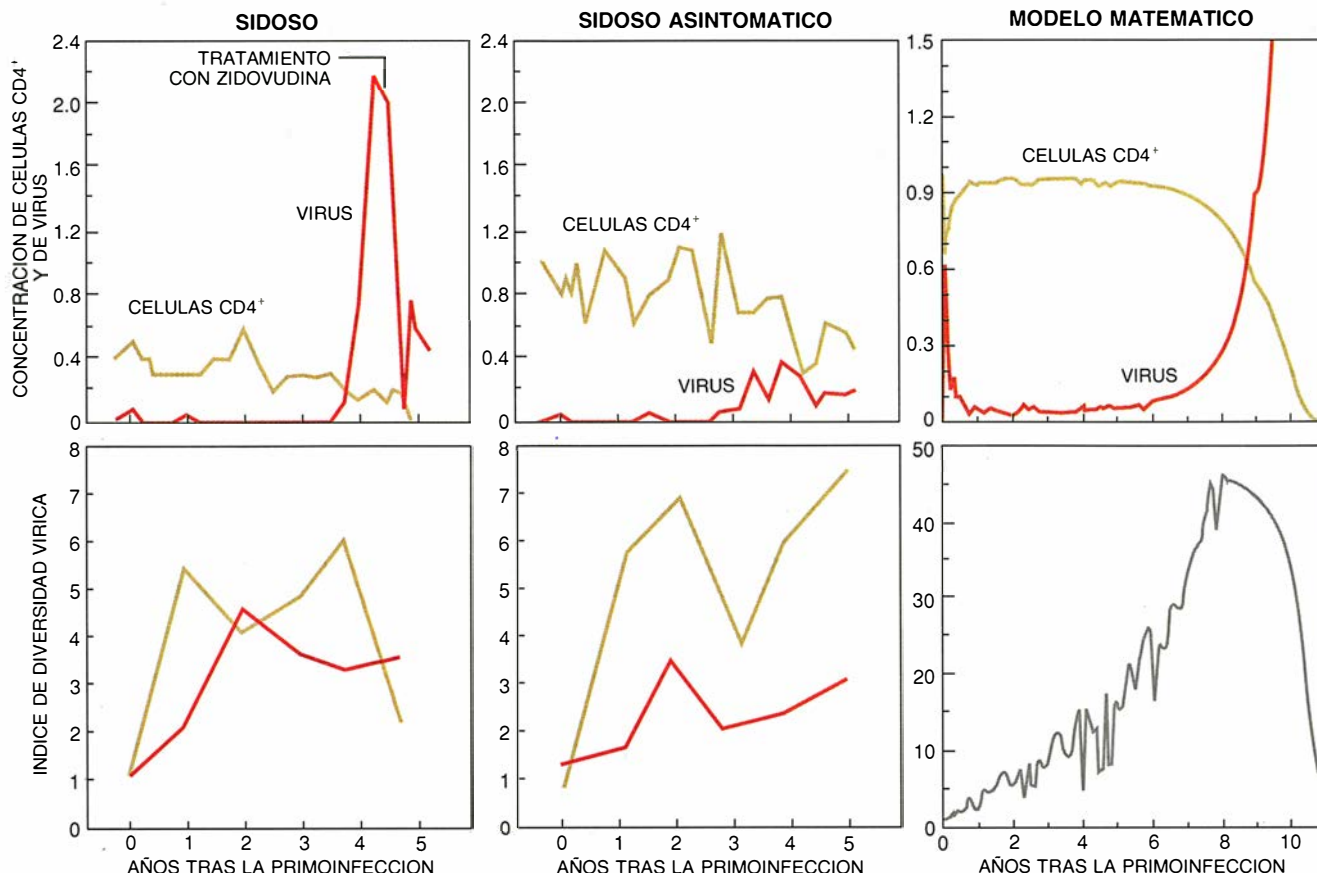 SIDOSO
SIDOSO ASINTOMATICO
MODELO MATEMATICO
CONCENTRACION DE CELULAS CD4+
Y DE VIRUS
2.4
2.0
1.6
1.2
0.8
0.4
0
TRATAMIENTO
CON ZIDOVUDINA
VIRUS
CELULAS CD4+
2.4
2.0
1.6
1.2
0.8
0.4
0
CELULAS CD4+
VIRUS
1.5
1.2
0.9
0.6
0.3
0
CELULAS CD4+
VIRUS
INDICE DE DIVERSIDAD VIRICA
8
7
6
5
4
3
2
1
0
0 1 2 3 4 5
AÑOS TRAS LA PRIMOINFECCION
8
7
6
5
4
3
2
1
0
0 1 2 3 4 5
AÑOS TRAS LA PRIMOINFECCION
50
40
30
20
10
0
0 2 4 6 8 10
AÑOS TRAS LA PRIMOINFECCION